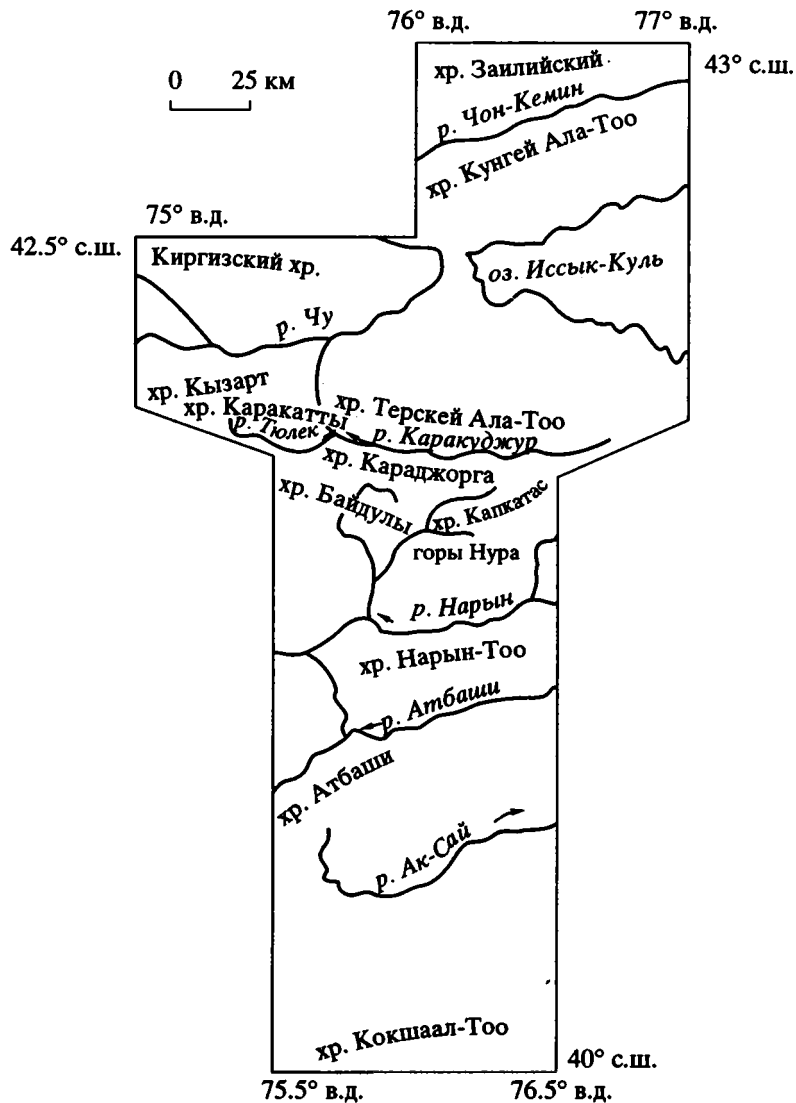 76° в.д.
77° в.д.
0 25 км
хр. Заилийский
43° с.ш.
р. Чон-Кемин
хр. Кунгей Ала-Тоо
75° в.д.
42.5° с.ш.
Киргизский хр.
оз. Иссык-Куль
р. Чу
хр. Кызарт
хр. Каракатты
хр. Терскей Ала-Тоо
р. Тюлек
р. Каракуджур
хр. Караджорга
хр. Байдулы
хр. Капкатас
горы Нура
р. Нарын
хр. Нарын-Тоо
р. Атбаши
хр. Атбаши
р. Ак-Сай
хр. Кокшаал-Тоо
40° с.ш.
75.5° в.д.
76.5° в.д.